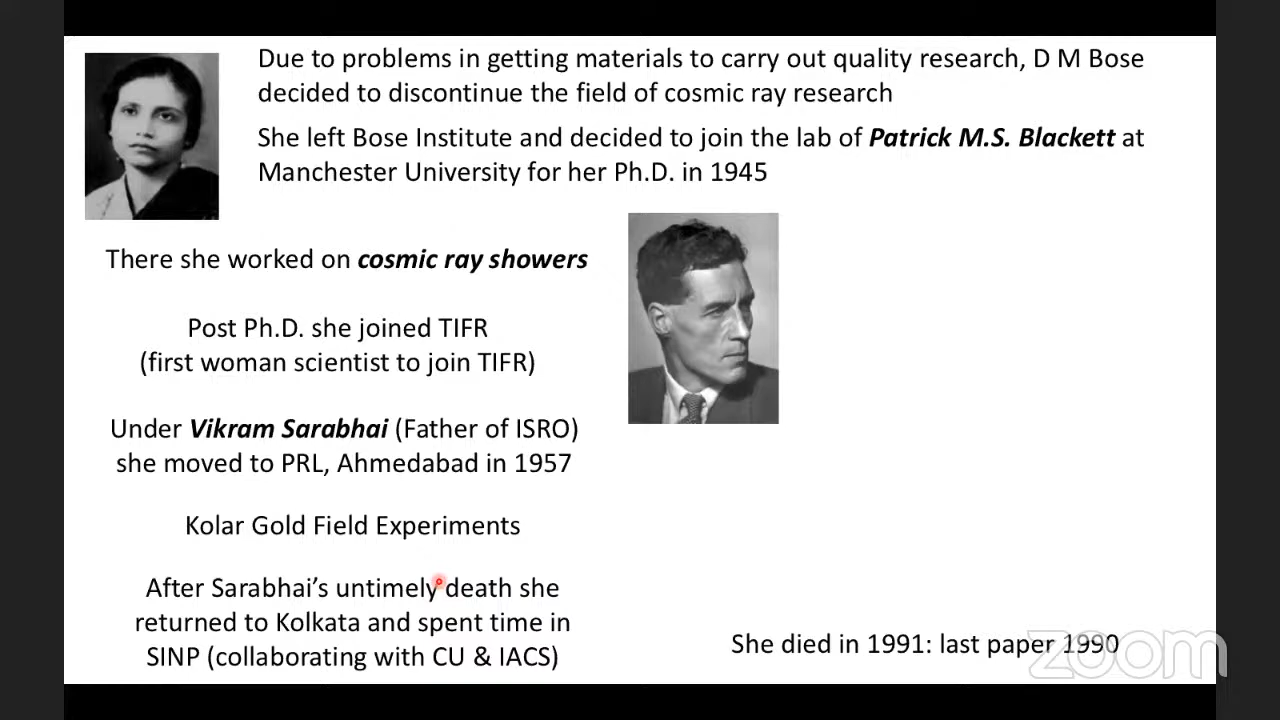 Due to problems in getting materials to carry out quality research, D M Bose
decided to discontinue the field of cosmic ray research
She left Bose Institute and decided to join the lab of Patrick M.S. Blackett at
Manchester University for her Ph.D. in 1945
There she worked on cosmic ray showers
Post Ph.D. she joined TIFR
(first woman scientist to join TIFR)
Under Vikram Sarabhai (Father of ISRO)
she moved to PRL, Ahmedabad in 1957
Kolar Gold Field Experiments
After Sarabhai’s untimely death she
returned to Kolkata and spent time in
SINP (collaborating with CU & IACS)
She died in 1991: last paper 1990
zoom